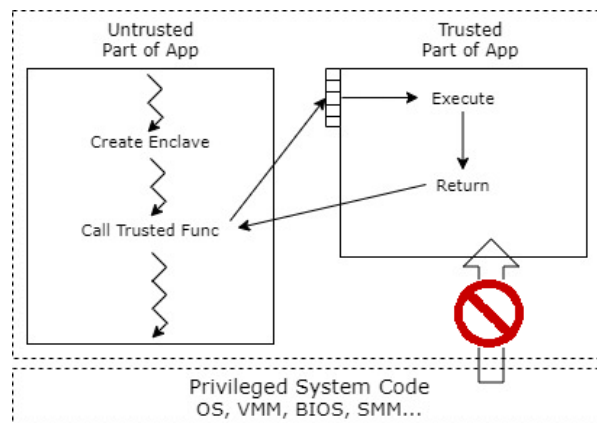 Untrusted
Part of App
Trusted
Part of App
Create Enclave
Call Trusted Func
Execute
Return
Privileged System Code
OS, VMM, BIOS, SMM...